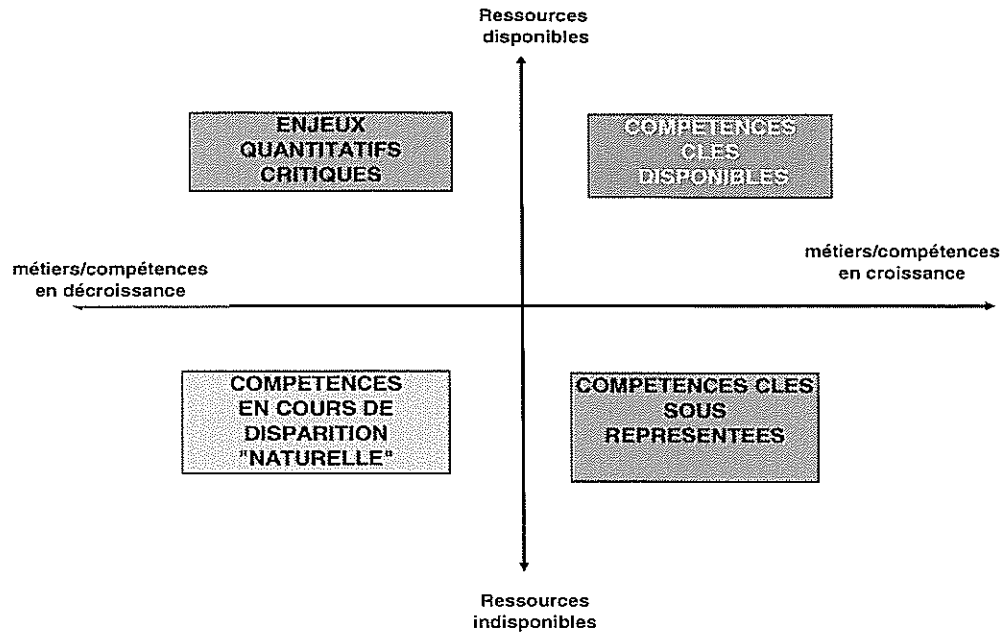 Ressources
disponibles
ENJEUX
QUANTITATIFS
CRITIQUES
COMPETENCES
CLES
DISPONIBLES
métiers/compétences
en décroissance
métiers/compétences
en croissance
COMPETENCES
EN COURS DE
DISPARITION
"NATURELLE"
COMPETENCES CLES
SOUS
REPRESENTEES
Ressources
indisponibles